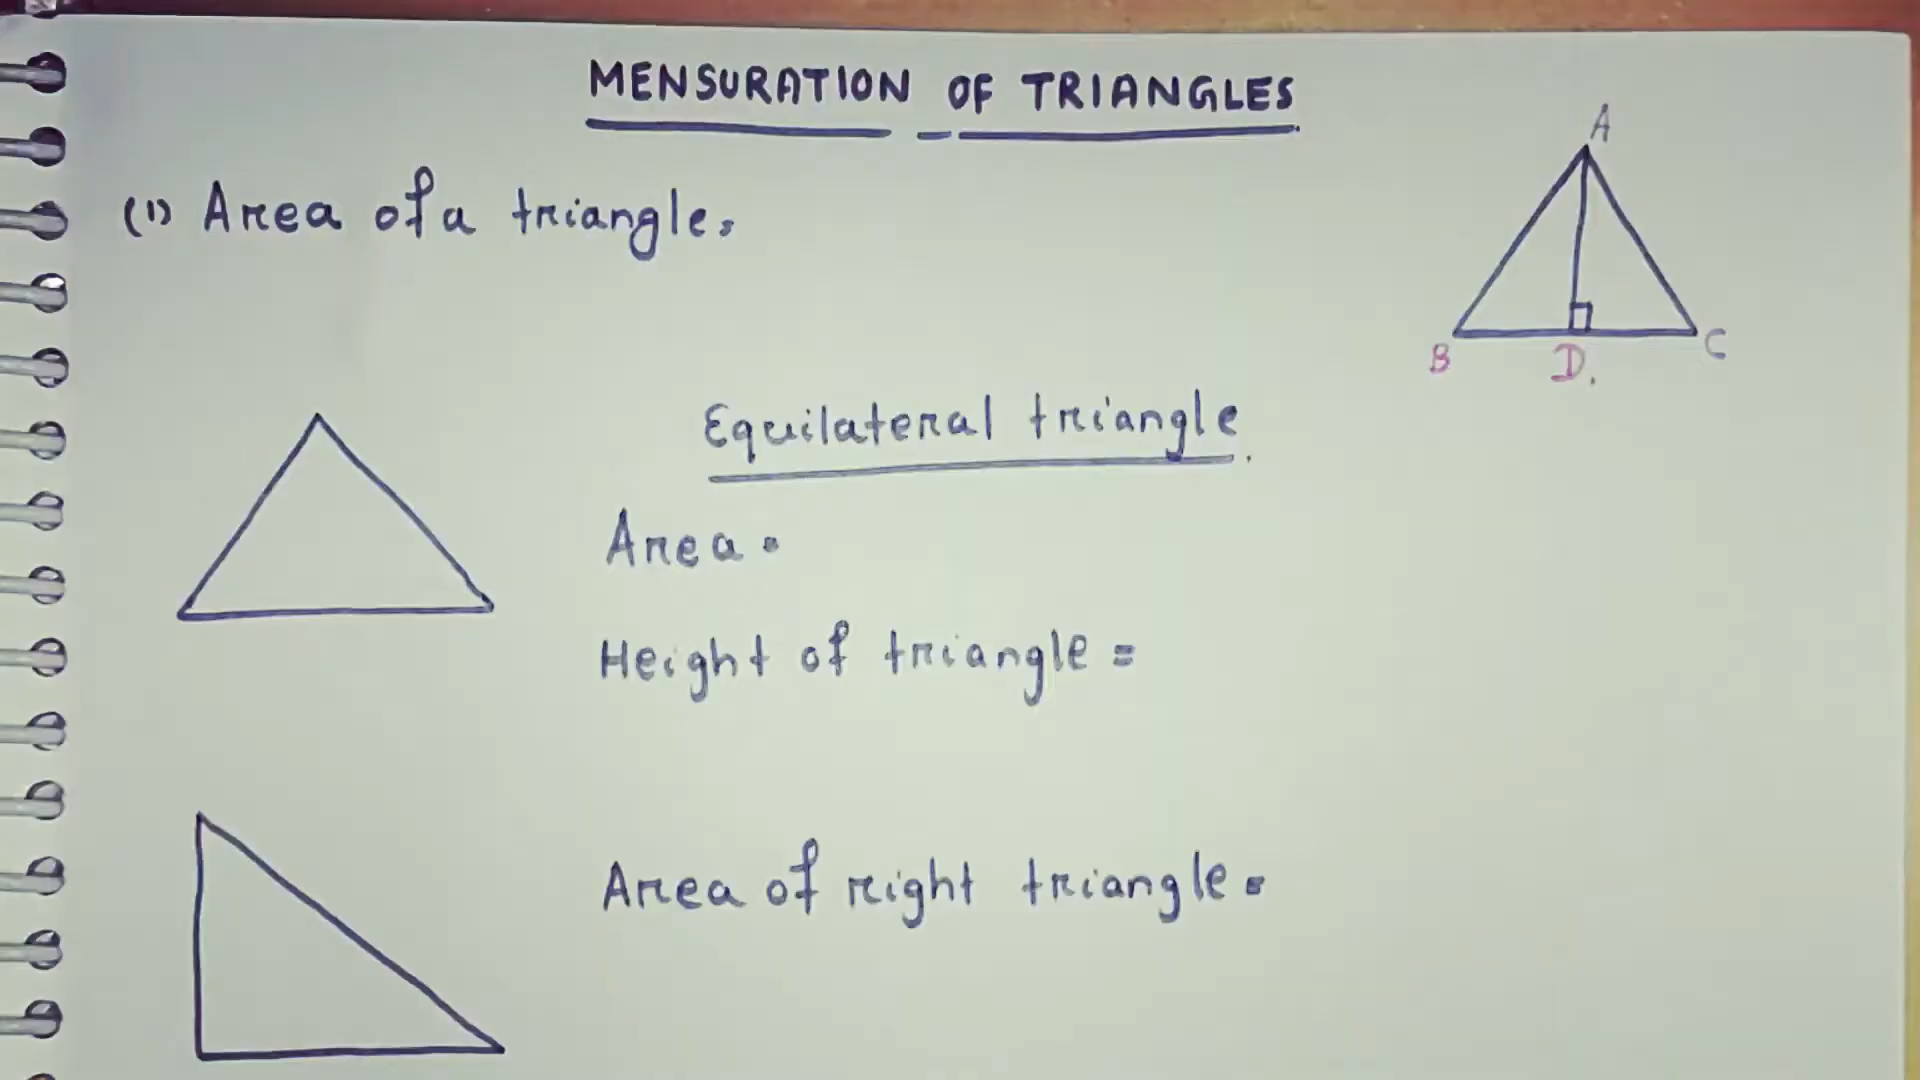 MENSURATION OF TRIANGLES
(1) Area of a triangle=
A
B D. C
Equilateral triangle.
Area =
Height of triangle =
Area of right triangle =